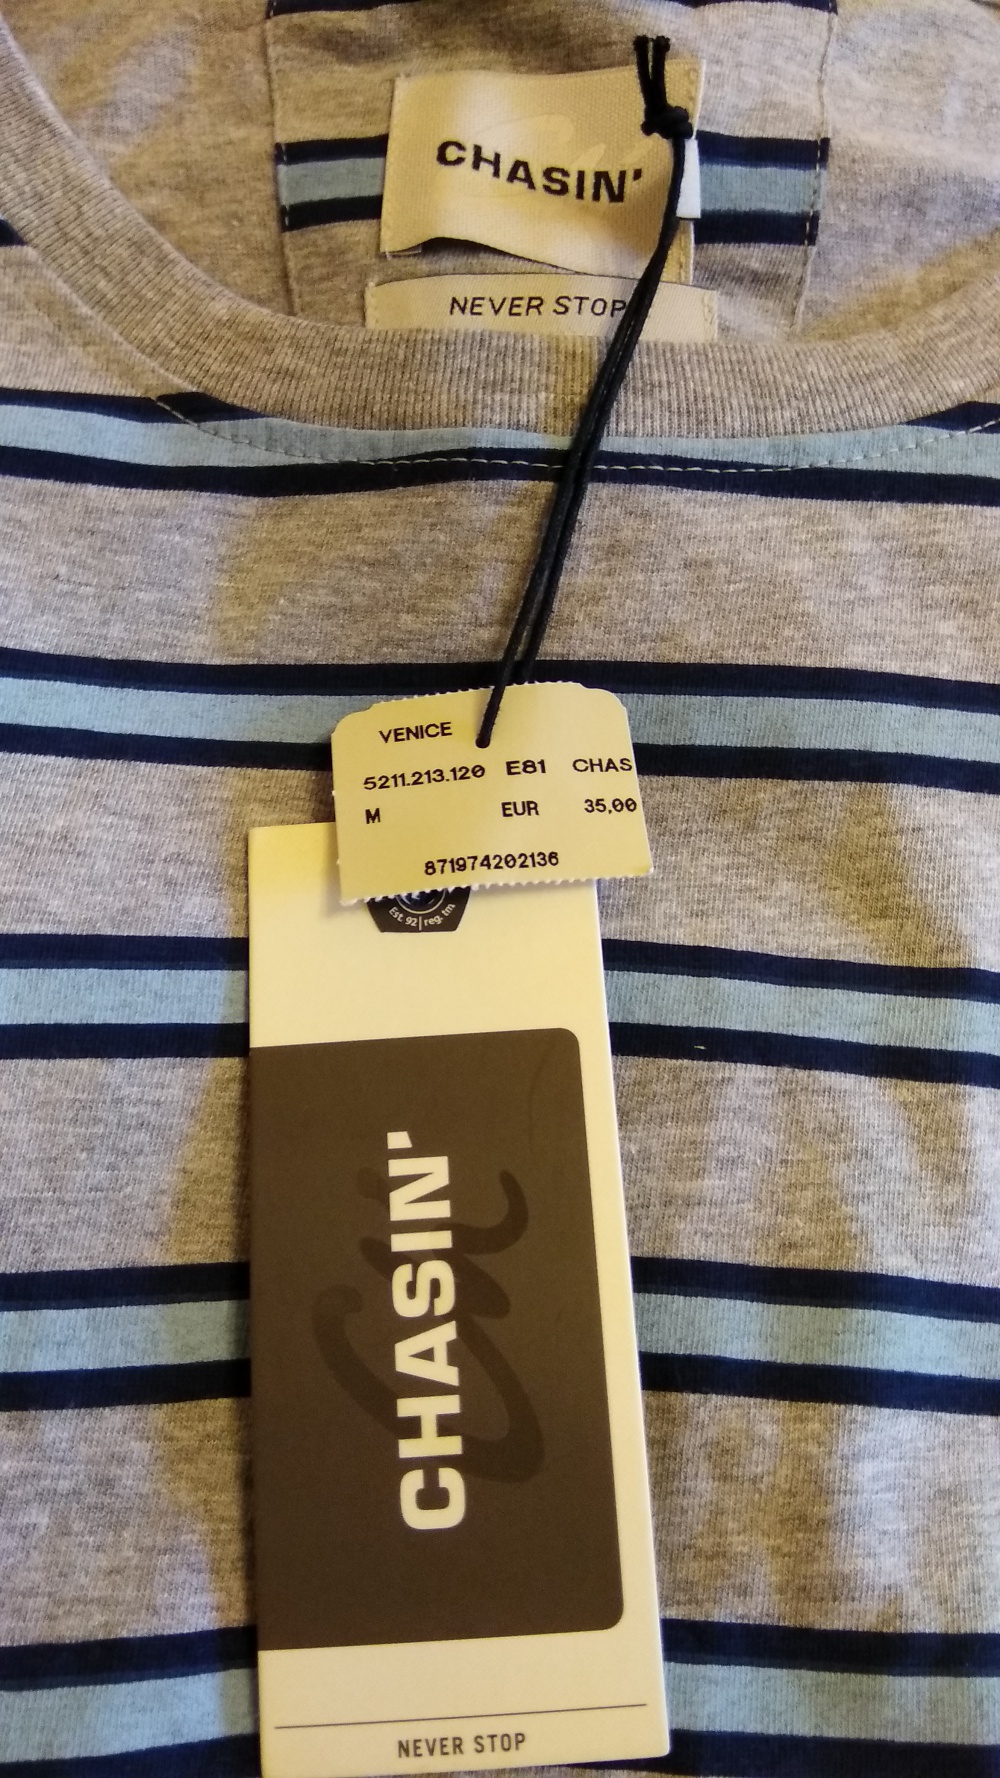 CHASIN'
NEVER STOP
VENICE
5211.213.120 E81 CHAS
M EUR 35,00
871974202136
Est. 92 | reg. tm
CHASIN'
NEVER STOP